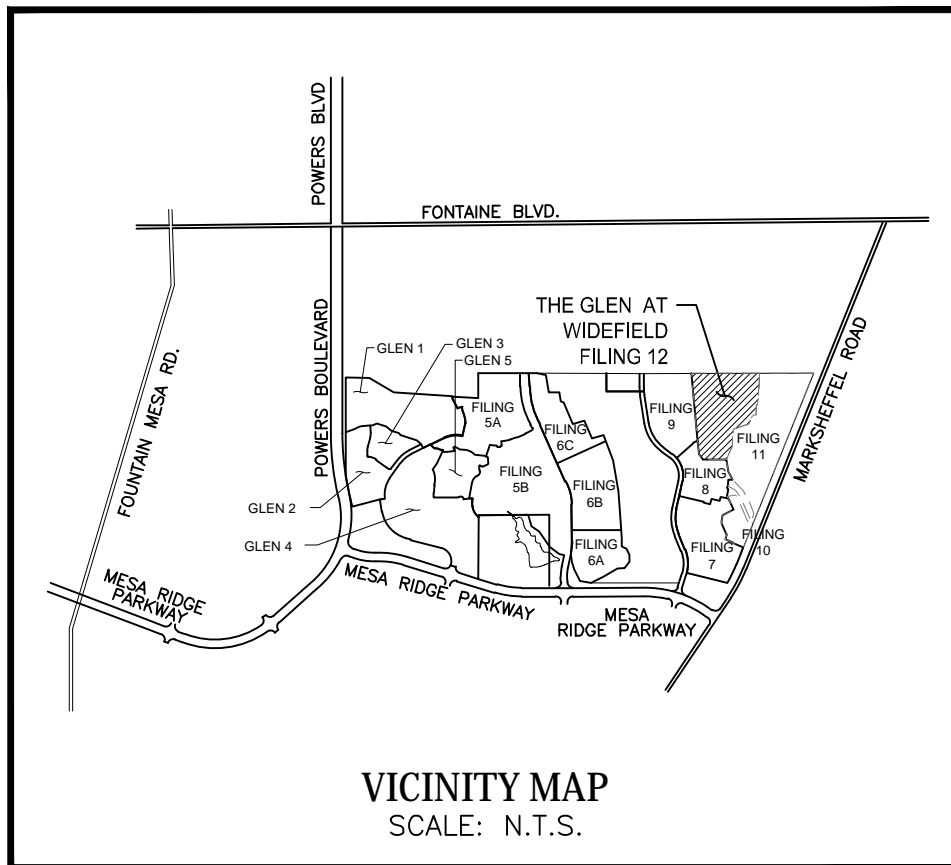 POWERS BLVD
FONTAINE BLVD.
THE GLEN AT
WIDEFIELD
FILING 12
POWERS BOULEVARD
FOUNTAIN MESA RD.
MARKSHEFFEL ROAD
GLEN 1
GLEN 3
GLEN 5
FILING
5A
FILING
6C
FILING
9
FILING
11
FILING
5B
FILING
6B
FILING
8
GLEN 2
GLEN 4
FILING
6A
FILING
7
FILING
10
MESA RIDGE
PARKWAY
MESA RIDGE PARKWAY
MESA
RIDGE PARKWAY
VICINITY MAP
SCALE: N.T.S.